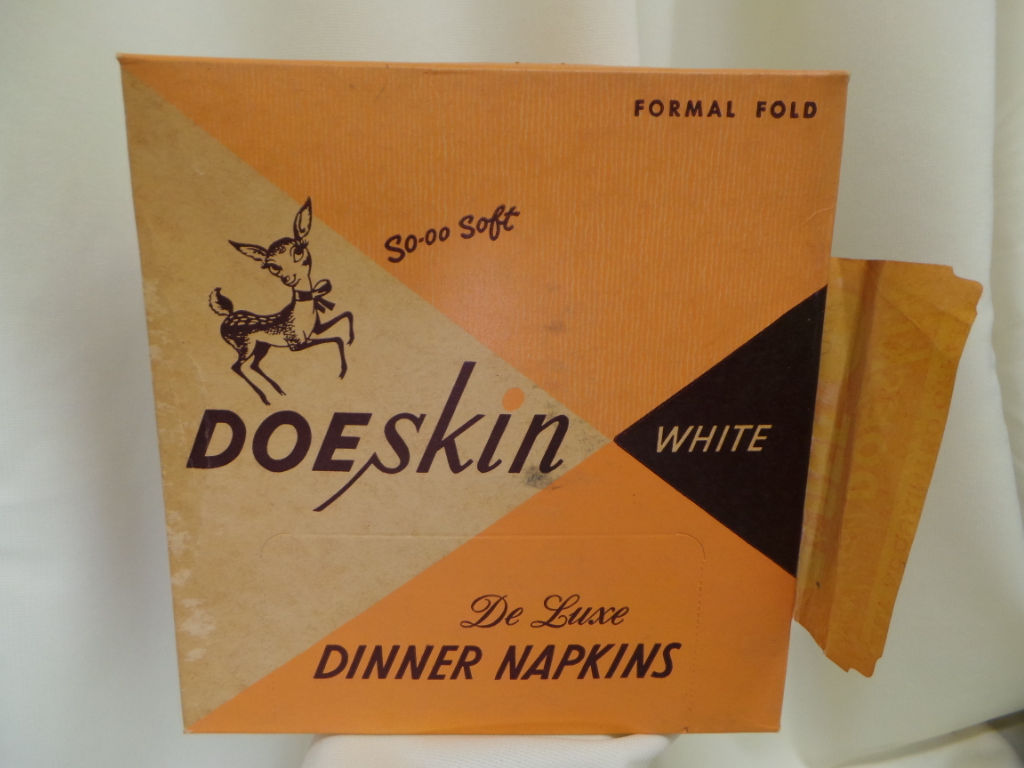 FORMAL FOLD
So-oo Soft
DOESkin
WHITE
De Luxe
DINNER NAPKINS